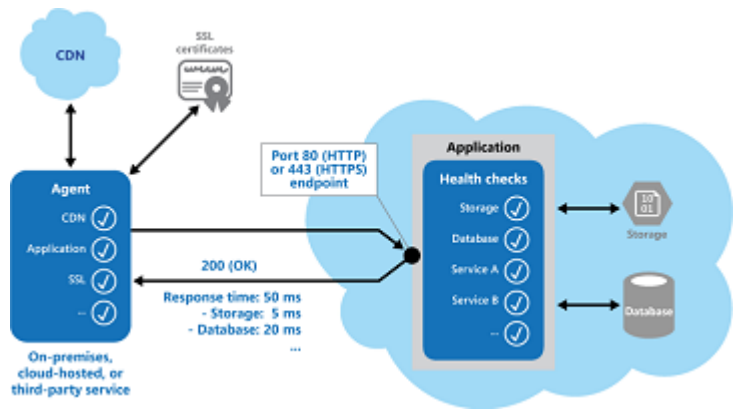 CDN
SSL
certificates
Agent
CDN
Application
SSL
...
On-premises,
cloud-hosted, or
third-party service
Port 80 (HTTP)
or 443 (HTTPS)
endpoint
200 (OK)
Response time: 50 ms
- Storage: 5 ms
- Database: 20 ms
...
Application
Health checks
Storage
Database
Service A
Service B
...
10
01
Storage
Database